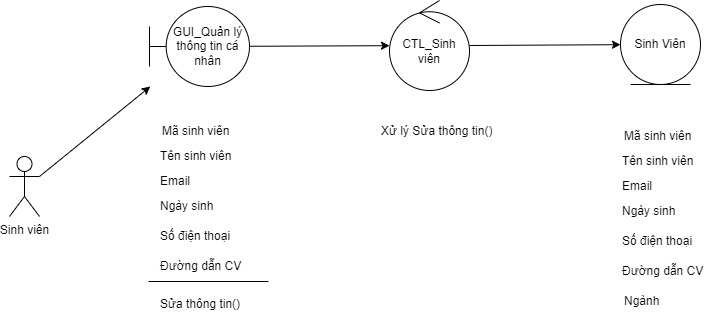 GUI_Quản lý
thông tin cá
nhân
CTL_Sinh
viên
Sinh Viên
Sinh viên
Mã sinh viên
Tên sinh viên
Email
Ngày sinh
Số điện thoại
Đường dẫn CV
Sửa thông tin()
Xử lý Sửa thông tin()
Mã sinh viên
Tên sinh viên
Email
Ngày sinh
Số điện thoại
Đường dẫn CV
Ngành